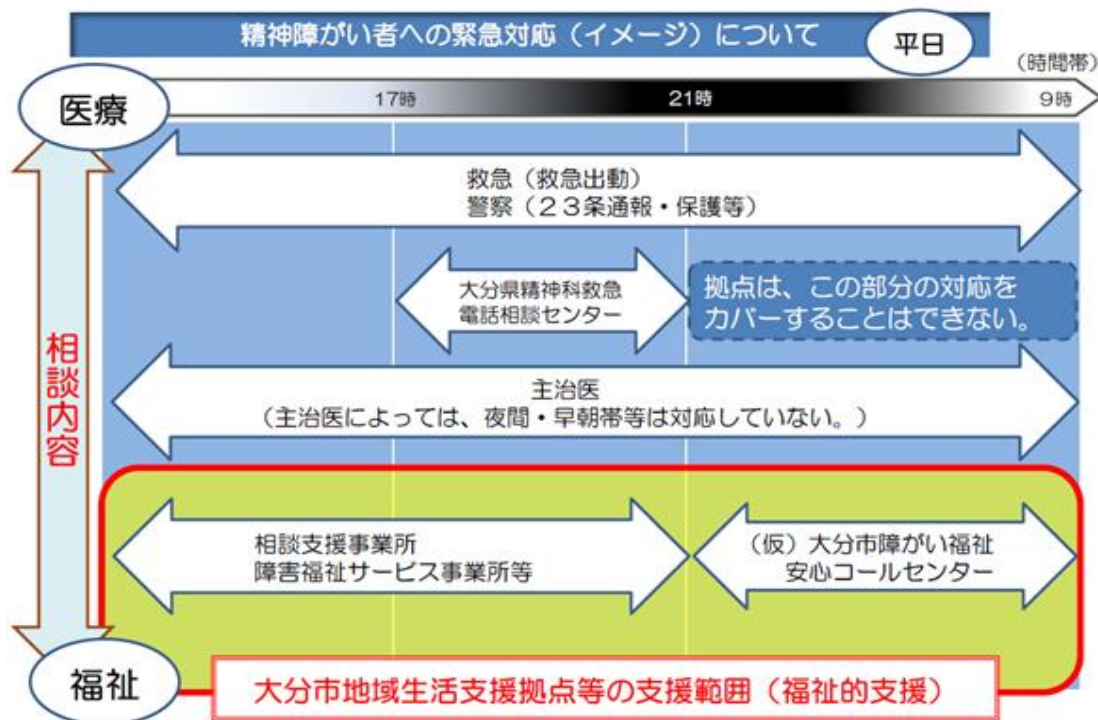 精神障がい者への緊急対応（イメージ）について
平日
（時間帯）
医療
17時
21時
9時
救急（救急出動）
警察（２３条通報・保護等）
大分県精神科救急
電話相談センター
拠点は、この部分の対応を
カバーすることはできない。
相談内容
主治医
（主治医によっては、夜間・早朝帯等は対応していない。）
相談支援事業所
障害福祉サービス事業所等
（仮）大分市障がい福祉
安心コールセンター
福祉
大分市地域生活支援拠点等の支援範囲（福祉的支援）